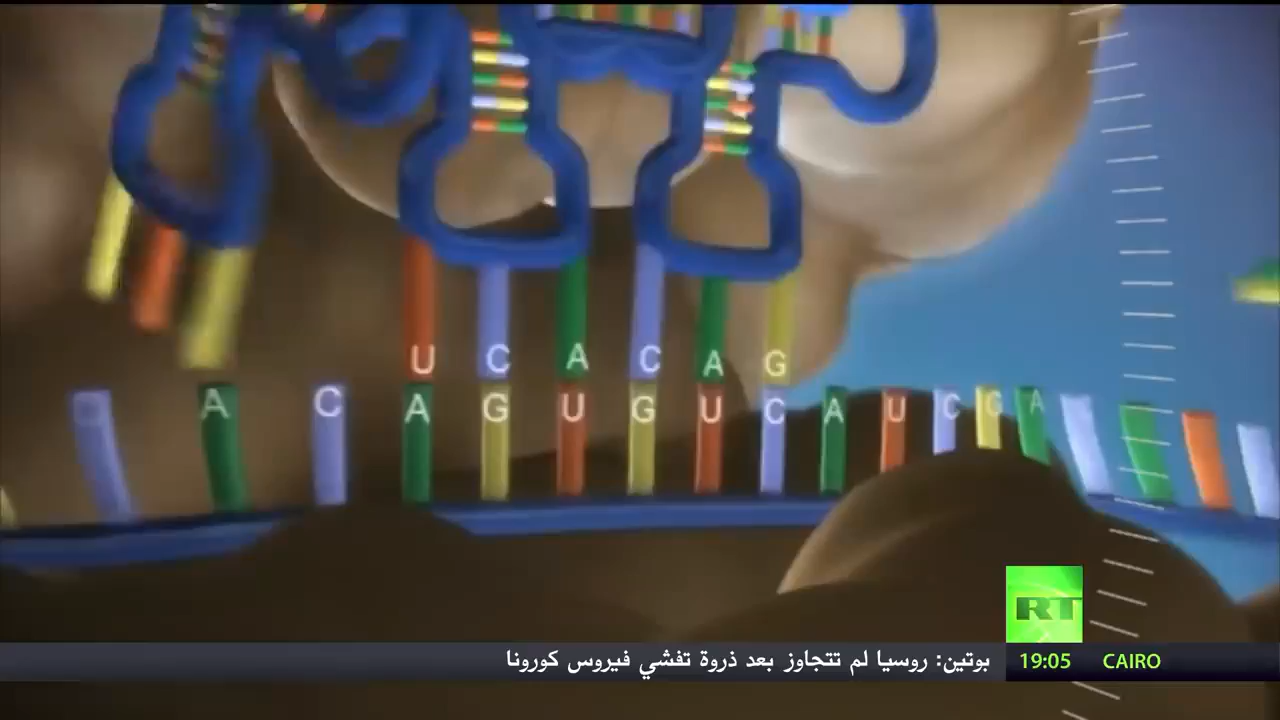 U C A C A G
A C A G U G U C A U C G A
RT
بوتين: روسيا لم تتجاوز بعد ذروة تفشي فيروس كورونا
19:05 CAIRO